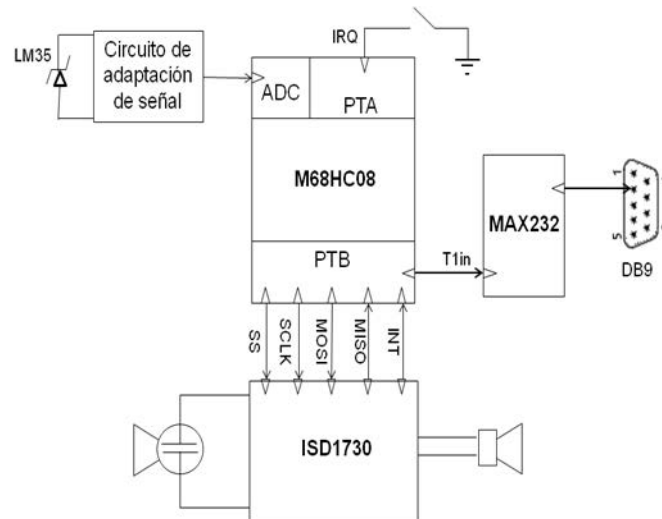 LM35
Circuito de
adaptación
de señal
IRQ
ADC
PTA
M68HC08
PTB
T1in
MAX232
1
5
DB9
SS
SCLK
MOSI
MISO
INT
ISD1730